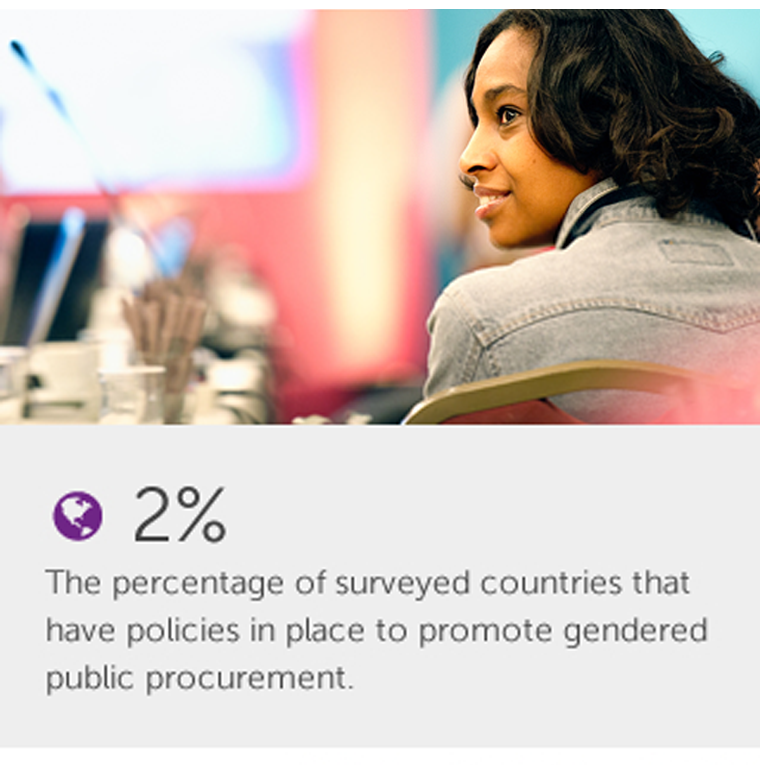 2%
The percentage of surveyed countries that
have policies in place to promote gendered
public procurement.